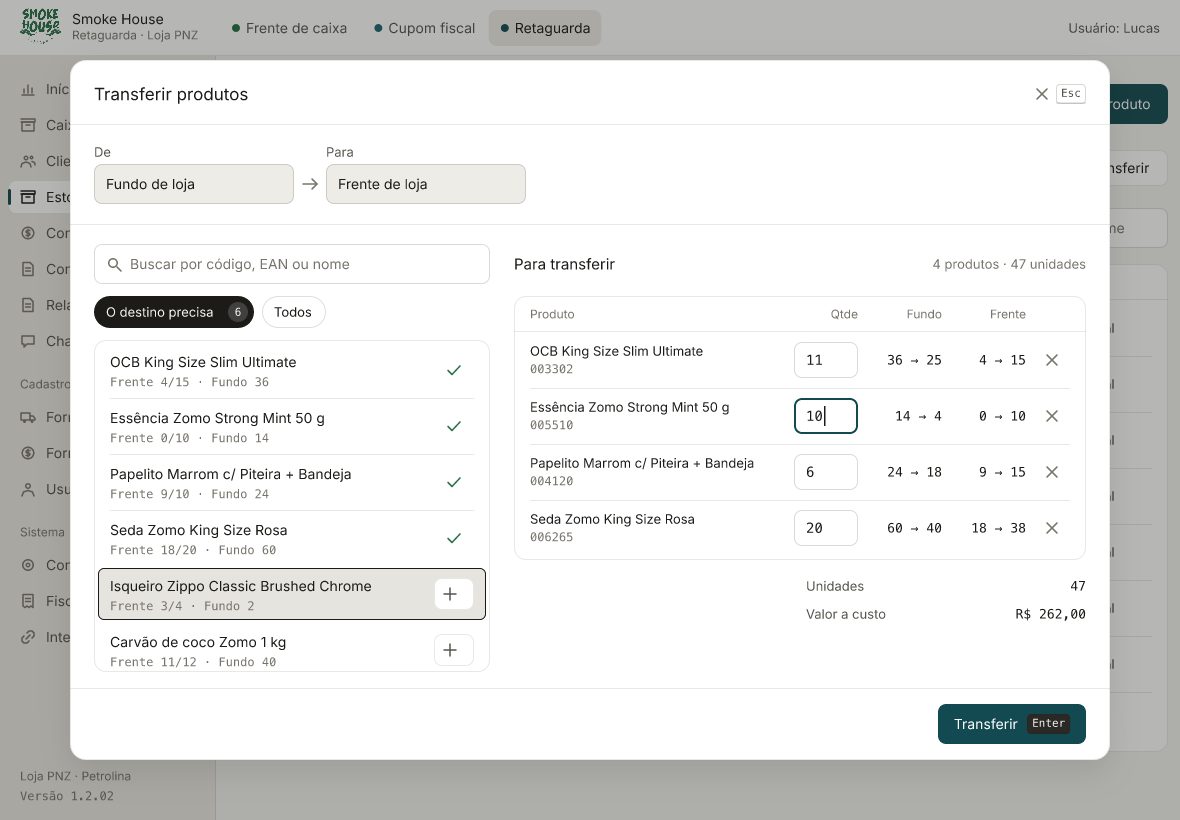 SMOKE HOUSE
Smoke House
Retaguarda · Loja PNZ
Frente de caixa
Cupom fiscal
Retaguarda
Usuário: Lucas
Transferir produtos
Esc
De
Para
Fundo de loja
Frente de loja
Buscar por código, EAN ou nome
O destino precisa 6
Todos
OCB King Size Slim Ultimate
Frente 4/15 · Fundo 36
Essência Zomo Strong Mint 50 g
Frente 0/10 · Fundo 14
Papelito Marrom c/ Piteira + Bandeja
Frente 9/10 · Fundo 24
Seda Zomo King Size Rosa
Frente 18/20 · Fundo 60
Isqueiro Zippo Classic Brushed Chrome
Frente 3/4 · Fundo 2
Carvão de coco Zomo 1 kg
Frente 11/12 · Fundo 40
Para transferir
4 produtos · 47 unidades
Produto Qtde Fundo Frente
OCB King Size Slim Ultimate
003302
11 36 → 25 4 → 15
Essência Zomo Strong Mint 50 g
005510
10 14 → 4 0 → 10
Papelito Marrom c/ Piteira + Bandeja
004120
6 24 → 18 9 → 15
Seda Zomo King Size Rosa
006265
20 60 → 40 18 → 38
Unidades 47
Valor a custo R$ 262,00
Transferir Enter
Cadastro
Sistema
Loja PNZ · Petrolina
Versão 1.2.02